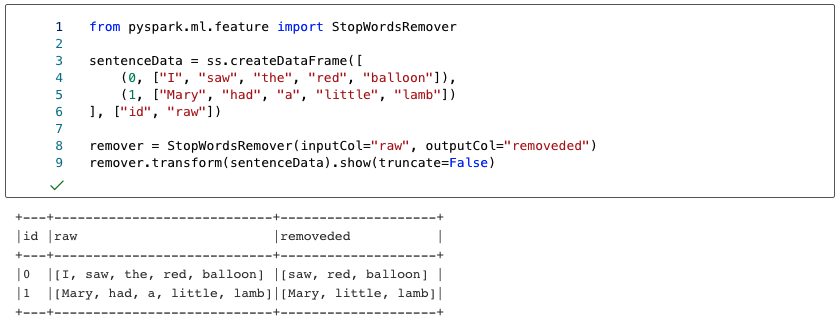 1 from pyspark.ml.feature import StopWordsRemover
2
3 sentenceData = ss.createDataFrame([
4     (0, ["I", "saw", "the", "red", "balloon"]),
5     (1, ["Mary", "had", "a", "little", "lamb"])
6 ], ["id", "raw"])
7
8 remover = StopWordsRemover(inputCol="raw", outputCol="removeded")
9 remover.transform(sentenceData).show(truncate=False)
+---+----------------------------+--------------------+
|id |raw                         |removeded           |
+---+----------------------------+--------------------+
|0  |[I, saw, the, red, balloon] |[saw, red, balloon] |
|1  |[Mary, had, a, little, lamb]|[Mary, little, lamb]|
+---+----------------------------+--------------------+